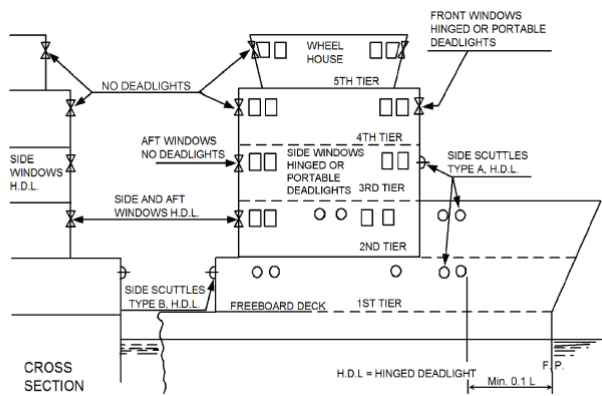 FRONT WINDOWS
HINGED OR PORTABLE
DEADLIGHTS
WHEEL
HOUSE
NO DEADLIGHTS
5TH TIER
AFT WINDOWS
NO DEADLIGHTS
4TH TIER
SIDE
WINDOWS
H.D.L.
SIDE WINDOWS
HINGED OR
PORTABLE
DEADLIGHTS
3RD TIER
SIDE SCUTTLES
TYPE A, H.D.L.
SIDE AND AFT
WINDOWS H.D.L.
2ND TIER
SIDE SCUTTLES
TYPE B, H.D.L.
FREEBOARD DECK
1ST TIER
CROSS
SECTION
H.D.L = HINGED DEADLIGHT
F.P.
Min. 0.1 L